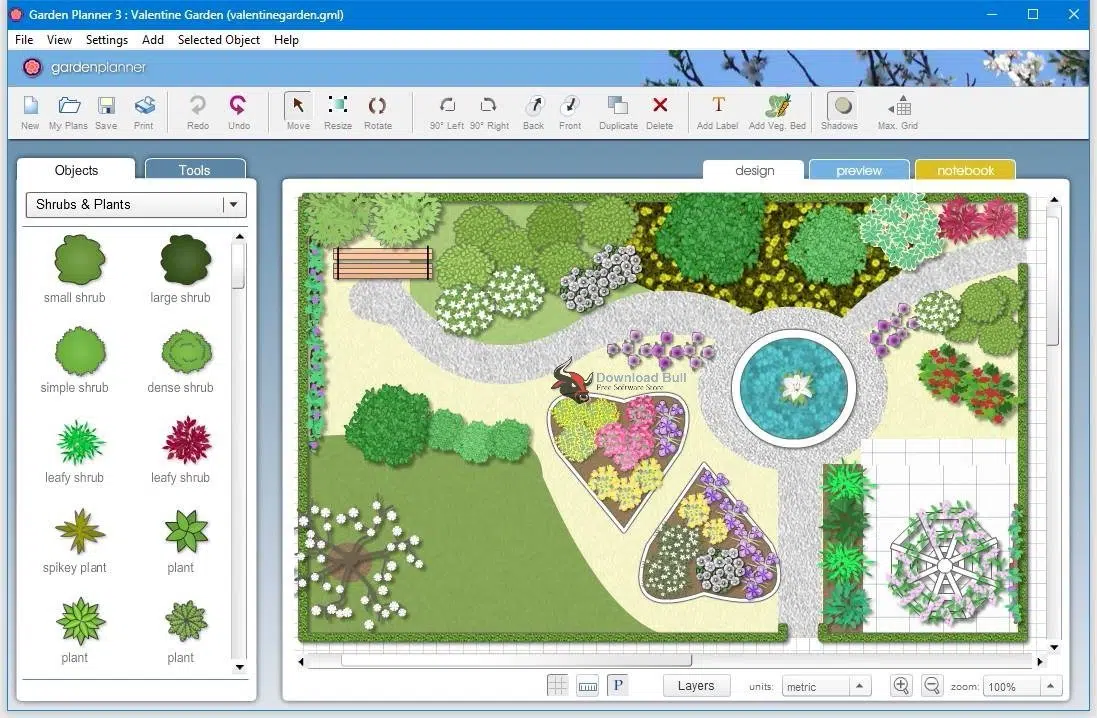 Garden Planner 3 : Valentine Garden (valentinegarden.gml)
File View Settings Add Selected Object Help
gardenplanner
New My Plans Save Print Redo Undo Move Resize Rotate 90° Left 90° Right Back Front Duplicate Delete Add Label Add Veg. Bed Shadows Max. Grid
Objects Tools
design preview notebook
Shrubs & Plants
small shrub large shrub
simple shrub dense shrub
leafy shrub leafy shrub
spikey plant plant
plant plant
Download Bull
Free Software Store
P Layers units: metric zoom: 100%